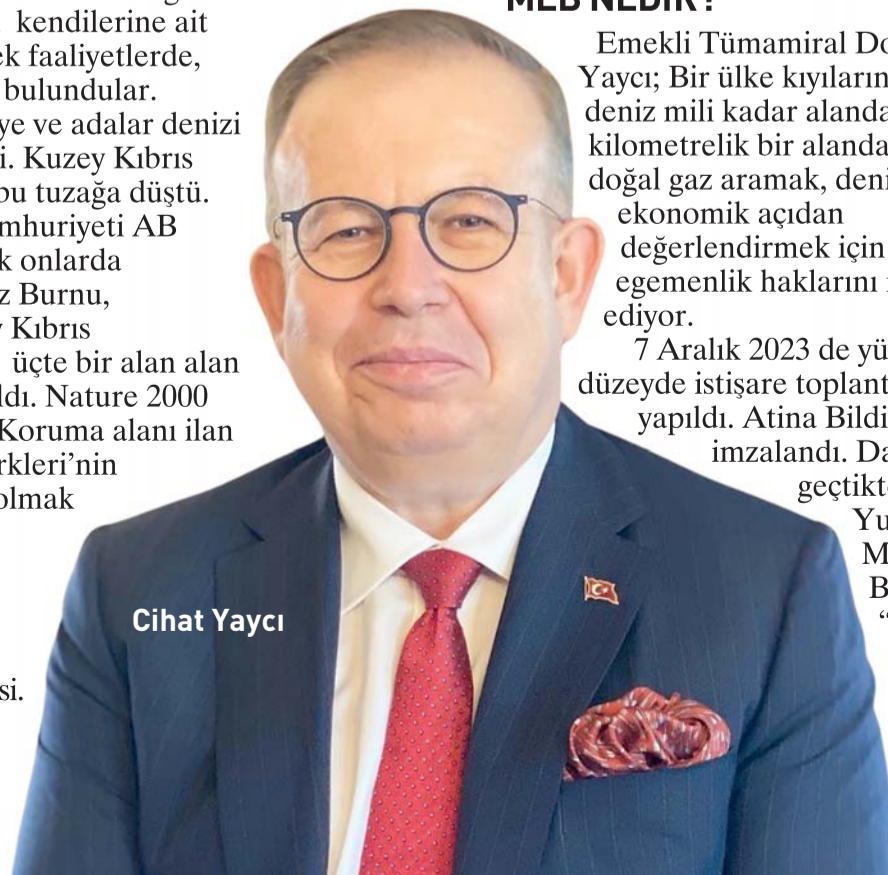 kendilerine ait
ek faaliyetlerde,
bulundular.
ye ve adalar denizi
i. Kuzey Kıbrıs
bu tuzağa düştü.
mhuriyeti AB
k onlarda
z Burnu,
Kıbrıs
üçte bir alan alan
ldı. Nature 2000
Koruma alanı ilan
rkleri’nin
olmak
si.
Cihat Yaycı
MEB NEDİR?
Emekli Tümamiral Do
Yaycı; Bir ülke kıyıların
deniz mili kadar alanda
kilometrelik bir alanda
doğal gaz aramak, deni
ekonomik açıdan
değerlendirmek için
egemenlik haklarını
ediyor.
7 Aralık 2023 de yü
düzeyde istişare toplant
yapıldı. Atina Bildi
imzalandı. Da
geçtikt
Yu
M
B
“